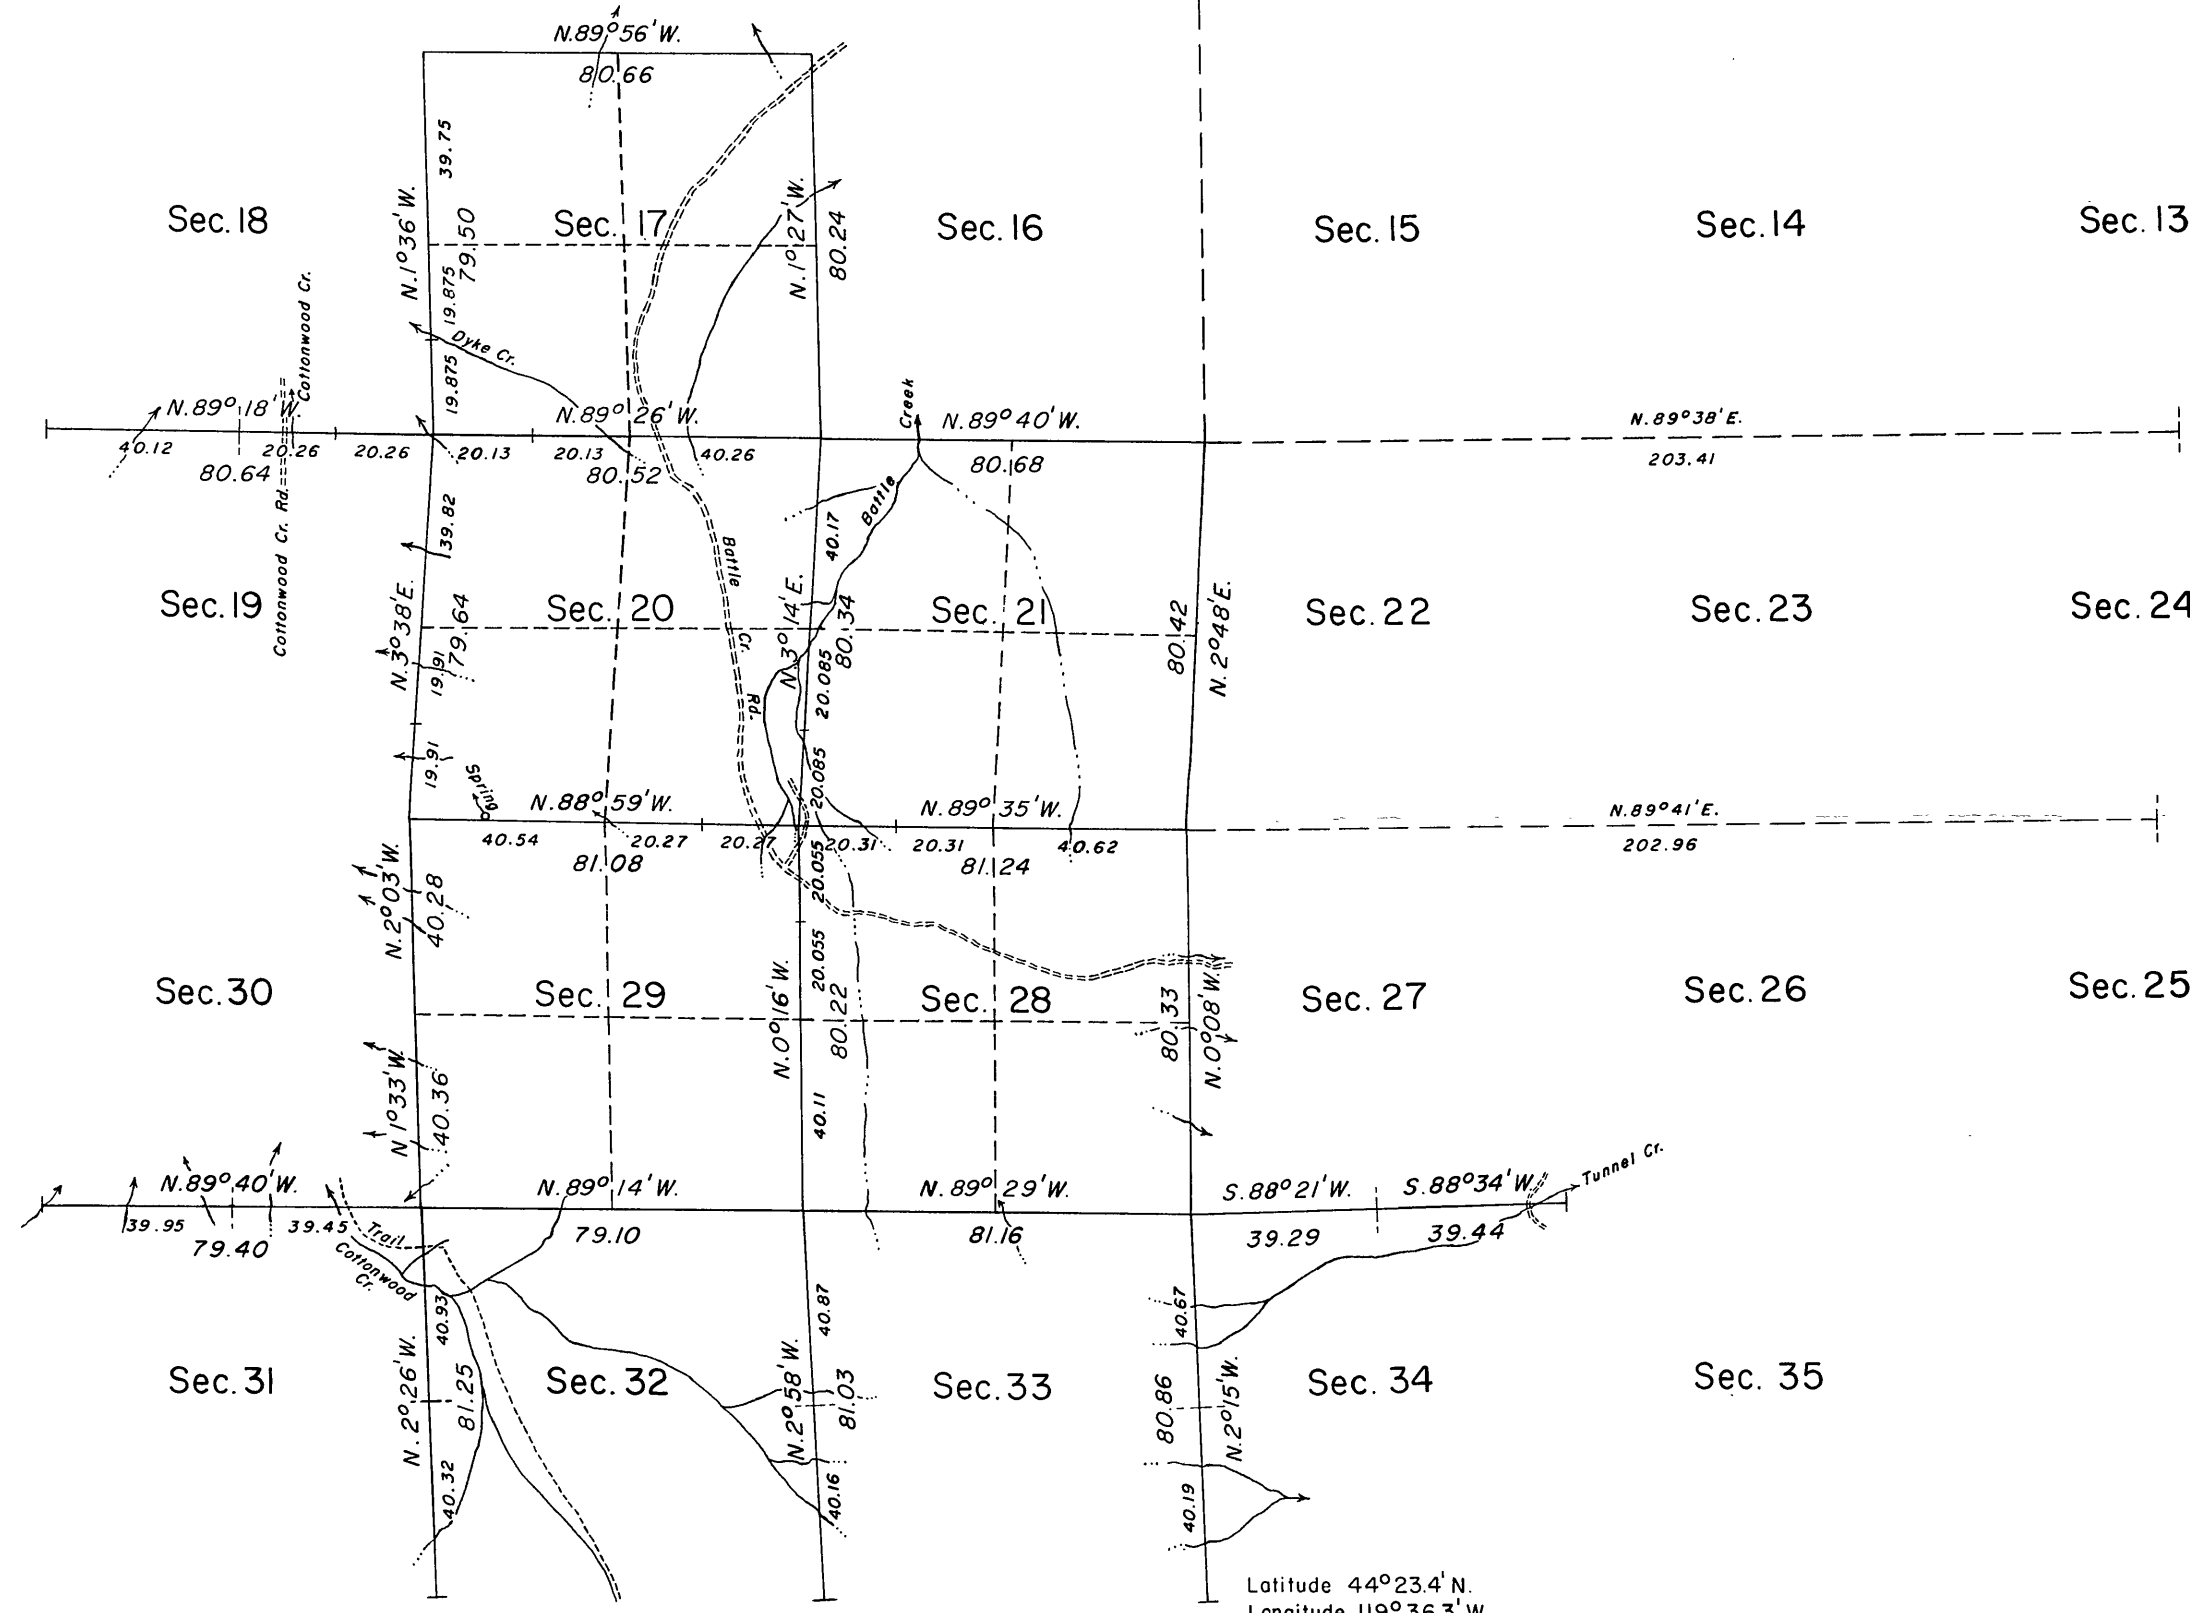 N.89°56'W.
80.66
39.75
N.1°36'W.
79.50
19.875
19.875
N.1°27'W.
80.24
Sec. 18
Sec. 17
Sec. 16
Sec. 15
Sec. 14
Sec. 13
Cottonwood Cr.
Dyke Cr.
N.89°18'W.
N.89°26'W.
Creek
N.89°40'W.
N.89°38'E.
40.12
20.26
20.26
20.13
20.13
40.26
80.64
80.52
80.68
203.41
Cottonwood Cr. Rd.
39.82
Battle
40.17
Battle Cr. Rd.
Sec. 19
Sec. 20
Sec. 21
Sec. 22
Sec. 23
Sec. 24
N.3°38'E.
79.64
19.91
19.91
N.3°14'E.
80.34
20.085
20.085
80.42
N.2°48'E.
Spring
N.88°59'W.
N.89°35'W.
N.89°41'E.
40.54
20.27
20.27
20.31
20.31
40.62
81.08
81.24
202.96
N.2°03'W.
40.28
20.055
20.055
Sec. 30
Sec. 29
Sec. 28
Sec. 27
Sec. 26
Sec. 25
N.0°16'W.
80.22
80.33
N.0°08'W.
N 1°33'W.
40.36
40.11
N.89°40'W.
N.89°14'W.
N.89°29'W.
S.88°21'W.
S.88°34'W.
Tunnel Cr.
39.95
39.45
79.40
79.10
81.16
39.29
39.44
Trail
Cottonwood
Cr.
40.93
40.87
40.67
Sec. 31
Sec. 32
Sec. 33
Sec. 34
Sec. 35
N.2°26'W.
81.25
N.2°58'W.
81.03
80.86
N.2°15'W.
40.32
40.16
40.19
Latitude 44°23.4' N.
Longitude 119°36.3' W.